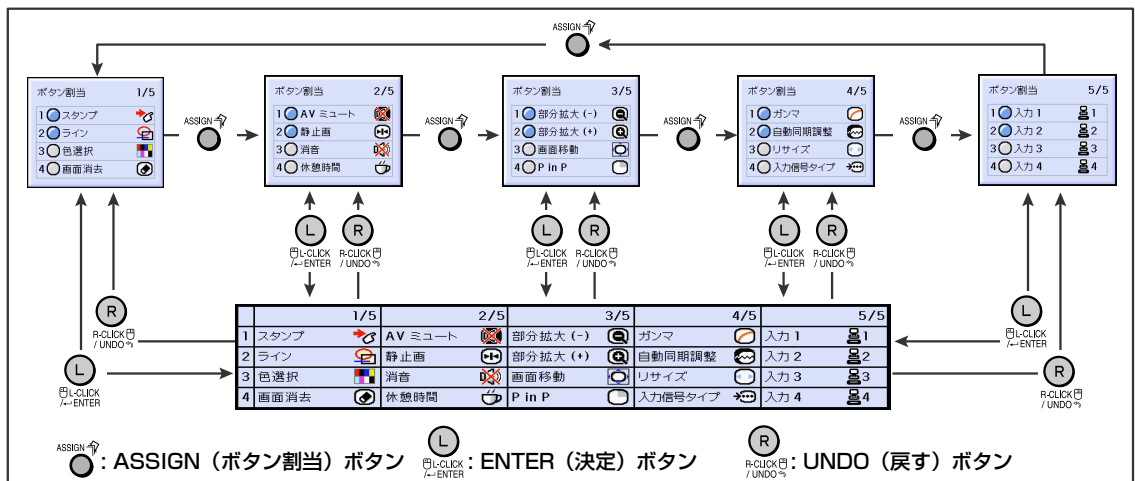 ASSIGN
ボタン割当 1/5
1 スタンプ
2 ライン
3 色選択
4 画面消去
ASSIGN
ボタン割当 2/5
1 AV ミュート
2 静止画
3 消音
4 休憩時間
ASSIGN
ボタン割当 3/5
1 部分拡大 (-)
2 部分拡大 (+)
3 画面移動
4 P in P
ASSIGN
ボタン割当 4/5
1 ガンマ
2 自動同期調整
3 リサイズ
4 入力信号タイプ
ASSIGN
ボタン割当 5/5
1 入力 1 1
2 入力 2 2
3 入力 3 3
4 入力 4 4
L
L-CLICK
/ ENTER
R
R-CLICK
/ UNDO
L
L-CLICK
/ ENTER
R
R-CLICK
/ UNDO
L
L-CLICK
/ ENTER
R
R-CLICK
/ UNDO
R
R-CLICK
/ UNDO
L
L-CLICK
/ ENTER
L
L-CLICK
/ ENTER
R
R-CLICK
/ UNDO
1/5 2/5 3/5 4/5 5/5
1 スタンプ AV ミュート 部分拡大 (-) ガンマ 入力 1 1
2 ライン 静止画 部分拡大 (+) 自動同期調整 入力 2 2
3 色選択 消音 画面移動 リサイズ 入力 3 3
4 画面消去 休憩時間 P in P 入力信号タイプ 入力 4 4
ASSIGN : ASSIGN（ボタン割当）ボタン
L
L-CLICK
/ ENTER : ENTER（決定）ボタン
R
R-CLICK
/ UNDO : UNDO（戻す）ボタン